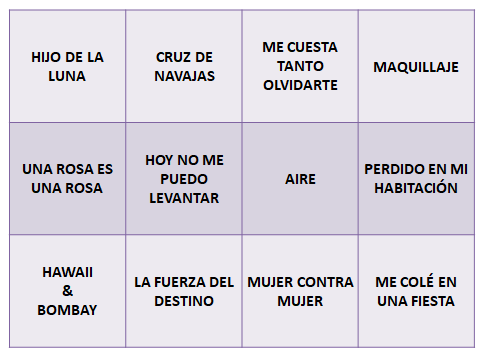 HIJO DE LA
LUNA
CRUZ DE
NAVAJAS
ME CUESTA
TANTO
OLVIDARTE
MAQUILLAJE
UNA ROSA ES
UNA ROSA
HOY NO ME
PUEDO
LEVANTAR
AIRE
PERDIDO EN MI
HABITACIÓN
HAWAII
&
BOMBAY
LA FUERZA DEL
DESTINO
MUJER CONTRA
MUJER
ME COLÉ EN
UNA FIESTA